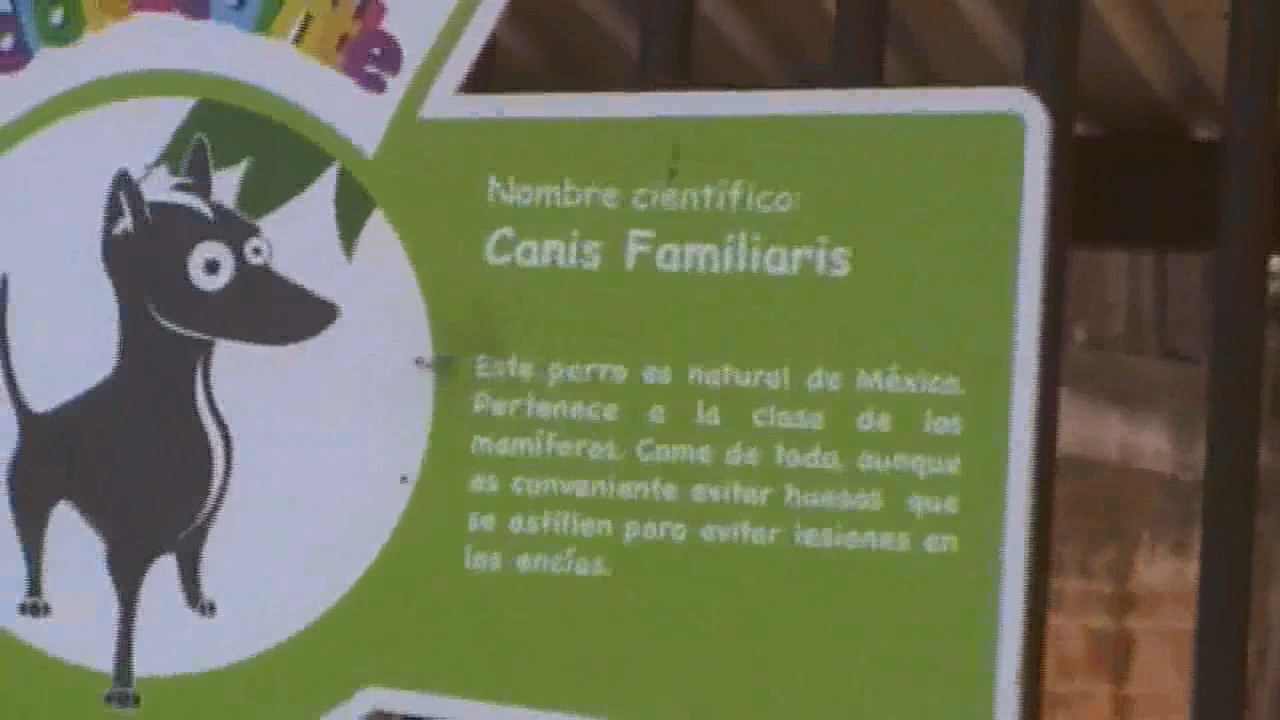 Nombre científico:
Canis Familiaris
Este perro es natural de México.
Pertenece a la clase de los
mamíferos. Come de todo, aunque
es conveniente evitar huesos que
se astillen para evitar lesiones en
las encías.